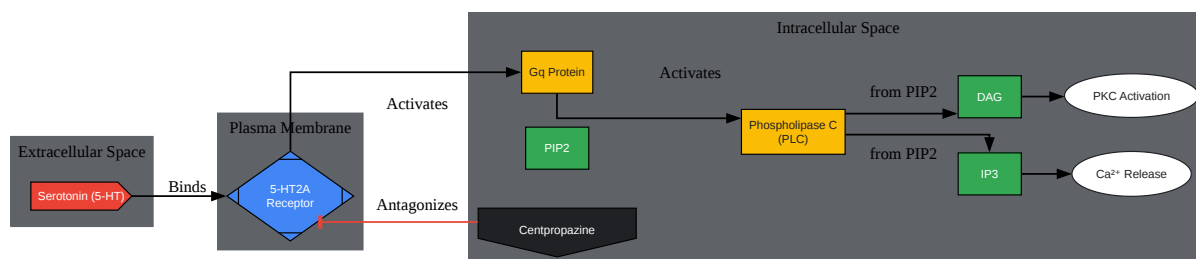 Intracellular Space
Gq Protein
Activates
Activates
from PIP2
DAG
PKC Activation
Plasma Membrane
Phospholipase C
(PLC)
Extracellular Space
PIP2
from PIP2
Serotonin (5-HT)
Binds
5-HT2A
Receptor
IP3
Ca²⁺ Release
Antagonizes
Centpropazine